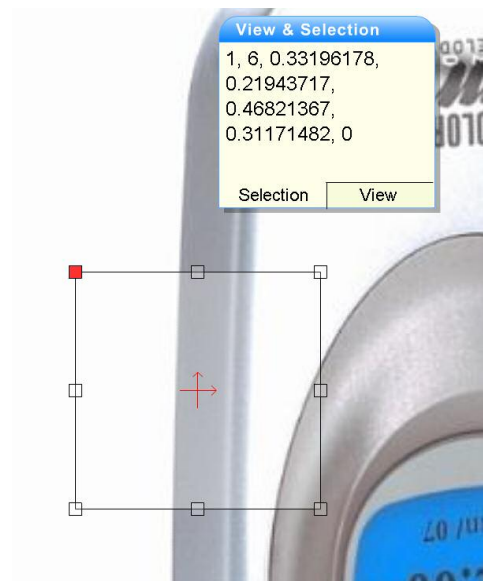 View & Selection
1, 6, 0.33196178,
0.21943717,
0.46821367,
0.31171482, 0
Selection View